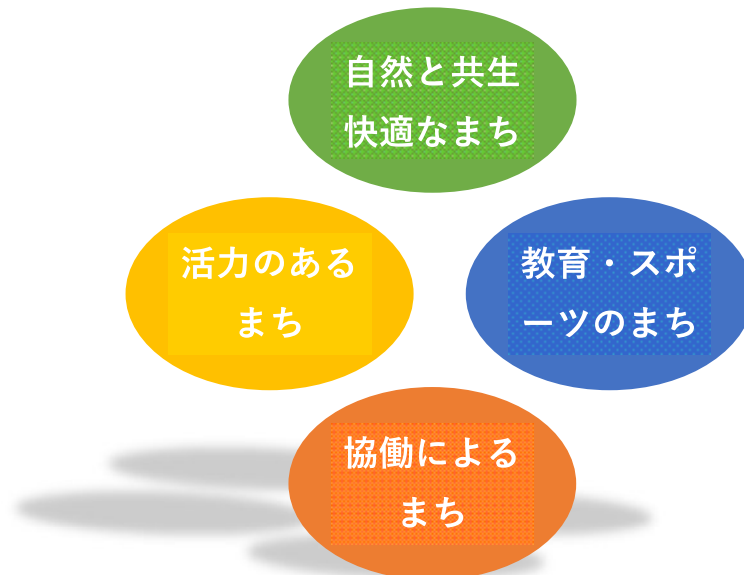 自然と共生
快適なまち
活力のある
まち
教育・スポ
ーツのまち
協働による
まち